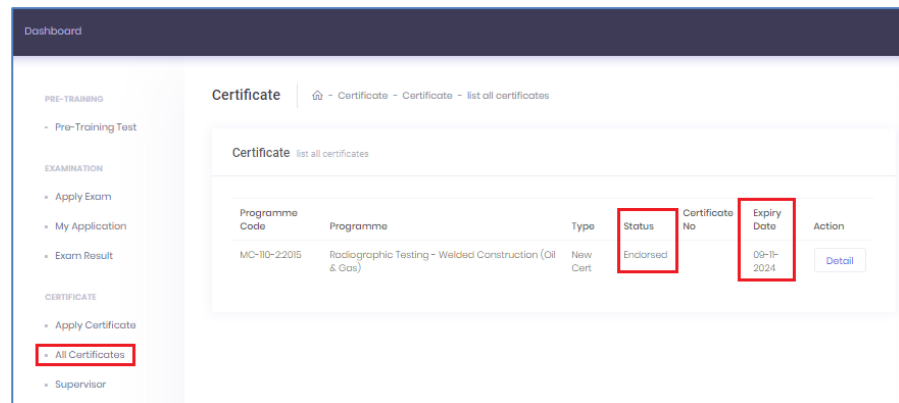 Dashboard
PRE-TRAINING
Pre-Training Test
EXAMINATION
Apply Exam
My Application
Exam Result
CERTIFICATE
Apply Certificate
All Certificates
Supervisor
Certificate - Certificate - Certificate - list all certificates
Certificate list all certificates
Programme Code Programme Type Status Certificate No Expiry Date Action
MC-110-2:2015 Radiographic Testing - Welded Construction (Oil & Gas) New Cert Endorsed 09-11-2024 Detail